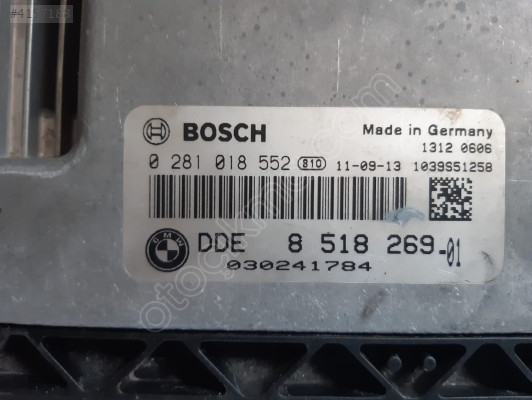 BOSCH
Made in Germany
1312 0606
0 281 018 552 810 11-09-13 1039S51258
BMW
DDE 8 518 269-01
030241784